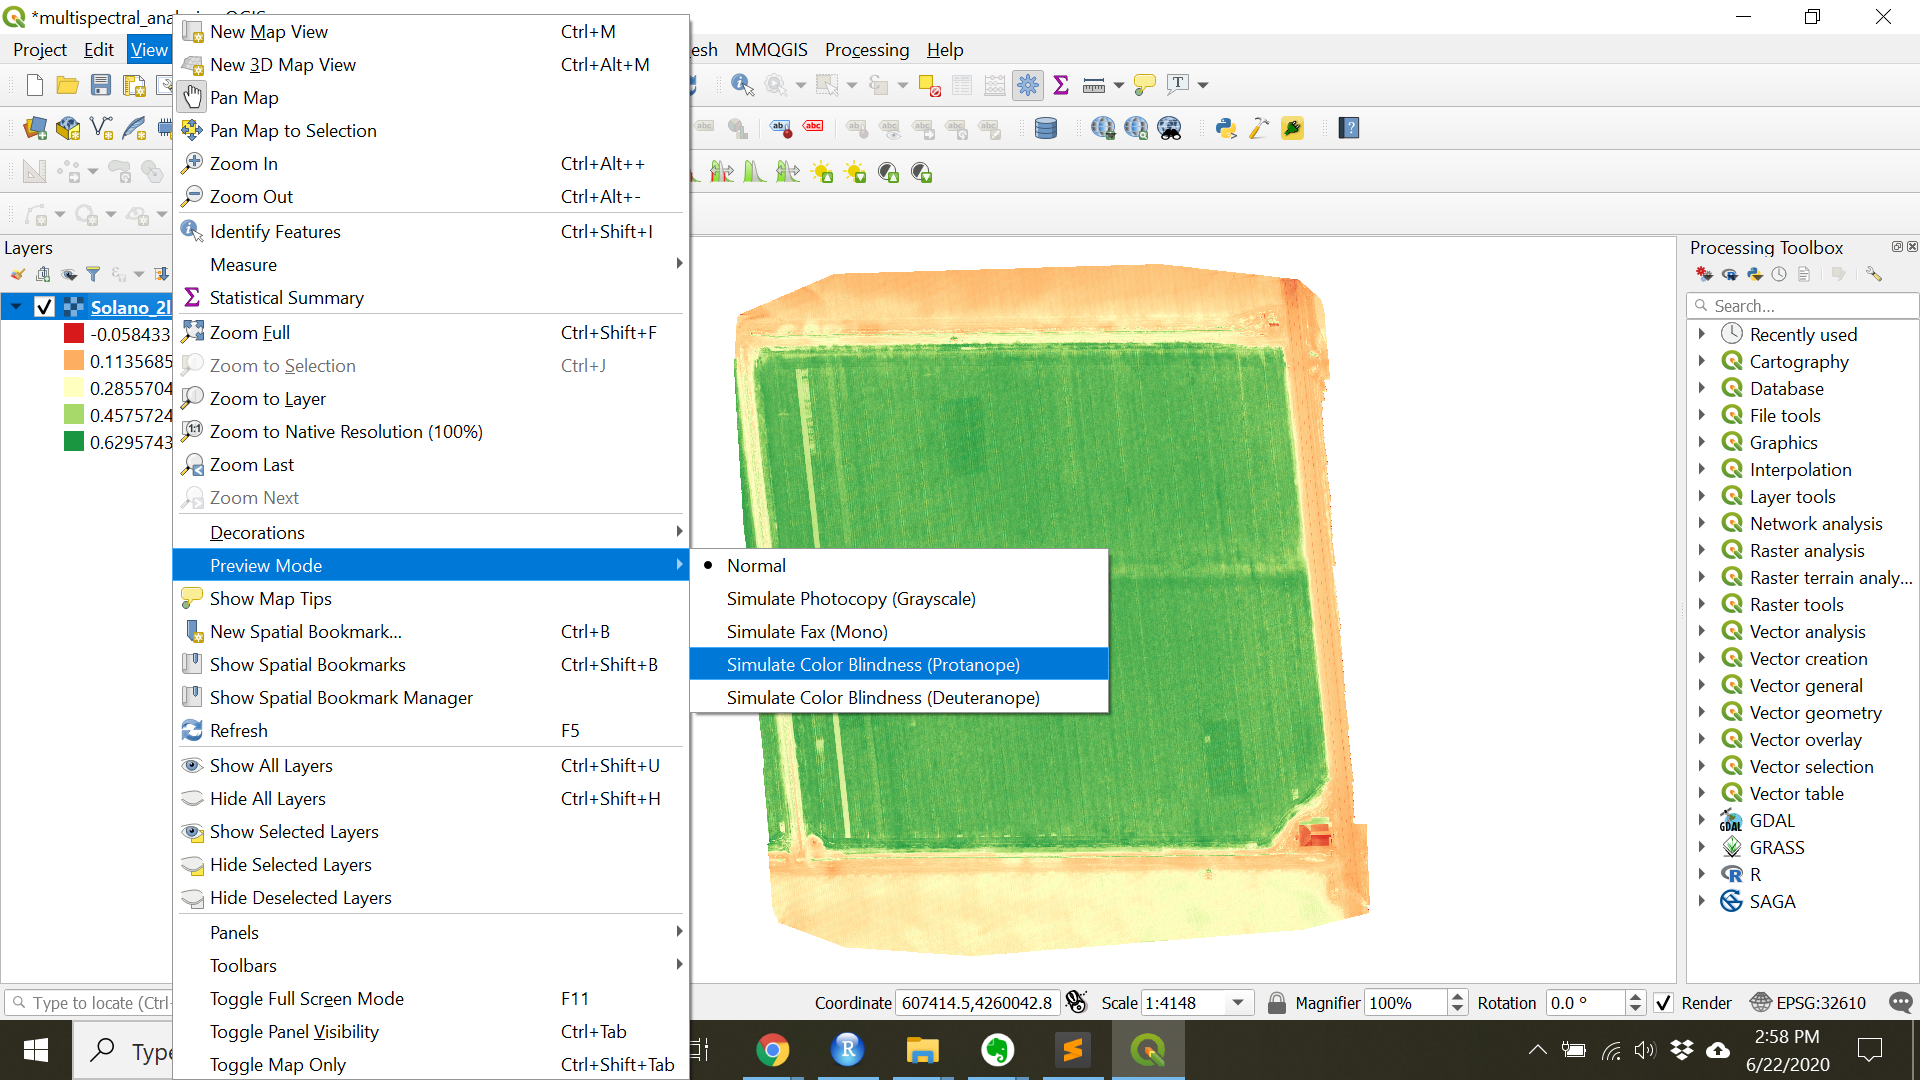 *multispectral_ana
Project Edit View esh MMQGIS Processing Help
New Map View Ctrl+M
New 3D Map View Ctrl+Alt+M
Pan Map
Pan Map to Selection
Zoom In Ctrl+Alt++
Zoom Out Ctrl+Alt+-
Identify Features Ctrl+Shift+I
Measure
Statistical Summary
Zoom Full Ctrl+Shift+F
Zoom to Selection Ctrl+J
Zoom to Layer
Zoom to Native Resolution (100%)
Zoom Last
Zoom Next
Decorations
Preview Mode
Show Map Tips
New Spatial Bookmark... Ctrl+B
Show Spatial Bookmarks Ctrl+Shift+B
Show Spatial Bookmark Manager
Refresh F5
Show All Layers Ctrl+Shift+U
Hide All Layers Ctrl+Shift+H
Show Selected Layers
Hide Selected Layers
Hide Deselected Layers
Panels
Toolbars
Toggle Full Screen Mode F11
Toggle Panel Visibility Ctrl+Tab
Toggle Map Only Ctrl+Shift+Tab
Normal
Simulate Photocopy (Grayscale)
Simulate Fax (Mono)
Simulate Color Blindness (Protanope)
Simulate Color Blindness (Deuteranope)
Layers
Solano_2
-0.058433
0.1135685
0.2855704
0.4575724
0.6295743
Processing Toolbox
Search...
Recently used
Cartography
Database
File tools
Graphics
Interpolation
Layer tools
Network analysis
Raster analysis
Raster terrain analy...
Raster tools
Vector analysis
Vector creation
Vector general
Vector geometry
Vector overlay
Vector selection
Vector table
GDAL
GRASS
R
SAGA
Type to locate (Ctrl
Coordinate 607414.5,4260042.8 Scale 1:4148 Magnifier 100% Rotation 0.0 ° Render EPSG:32610
Type
2:58 PM
6/22/2020